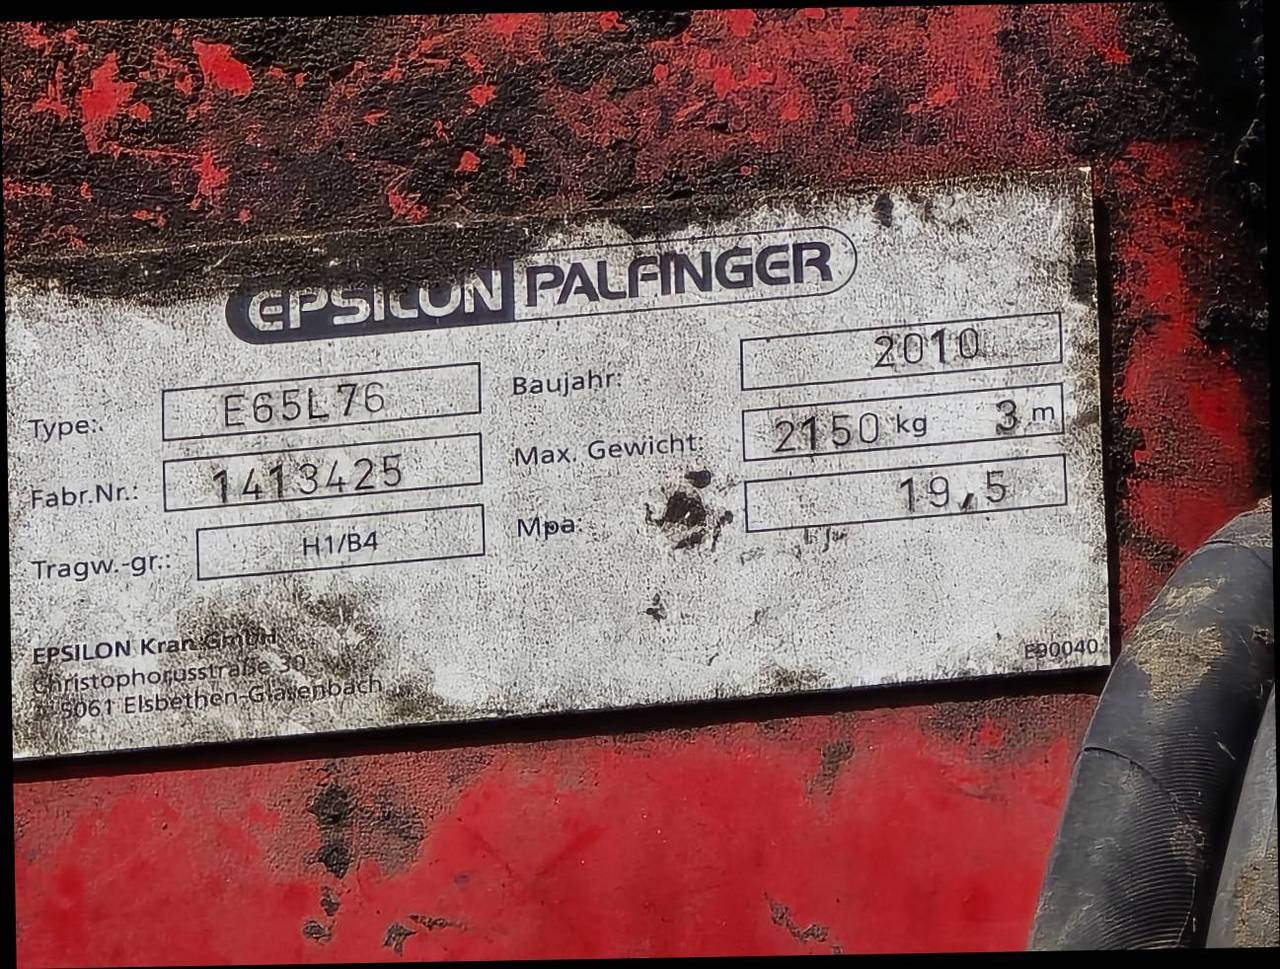 EPSILON PALFINGER
Type: E65L76
Baujahr: 2010
Fabr.Nr.: 1413425
Max. Gewicht: 2150 kg 3 m
Tragw.-gr.: H1/B4
Mpa: 19,5
EPSILON Kran GmbH
Christophorusstraße 30
5061 Elsbethen-Glasenbach
E90040